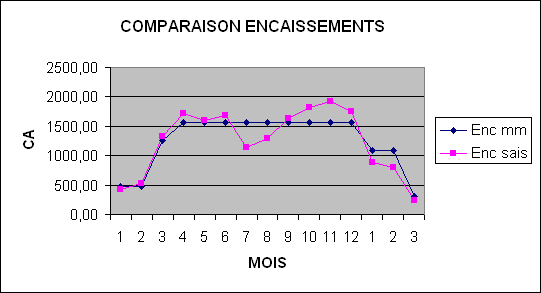 COMPARAISON ENCAISSEMENTS
2500,00
2000,00
1500,00
1000,00
500,00
0,00
CA
1 2 3 4 5 6 7 8 9 10 11 12 1 2 3
MOIS
Enc mm
Enc sais